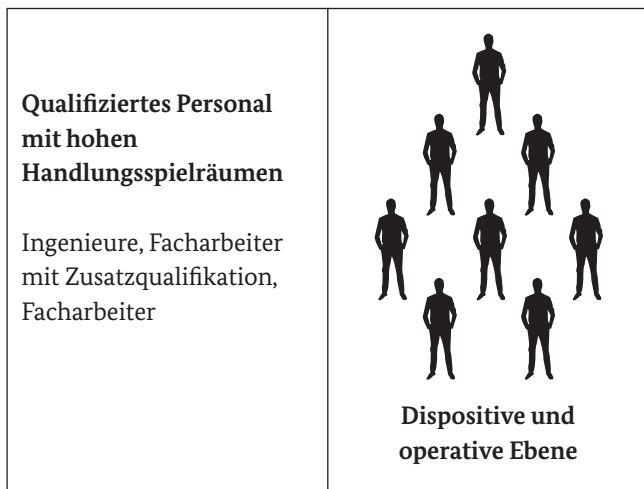 Qualifiziertes Personal
mit hohen
Handlungsspielräumen
Ingenieure, Facharbeiter
mit Zusatzqualifikation,
Facharbeiter
Dispositive und
operative Ebene